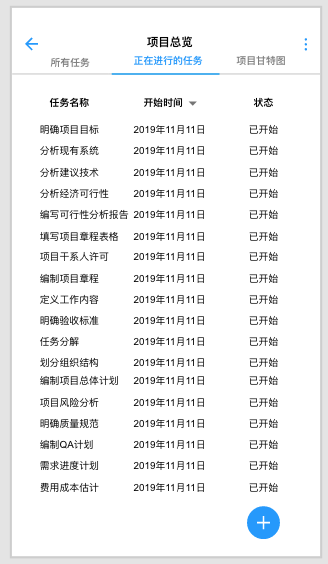 项目总览
所有任务 正在进行的任务 项目甘特图
任务名称 开始时间 状态
明确项目目标 2019年11月11日 已开始
分析现有系统 2019年11月11日 已开始
分析建议技术 2019年11月11日 已开始
分析经济可行性 2019年11月11日 已开始
编写可行性分析报告 2019年11月11日 已开始
填写项目章程表格 2019年11月11日 已开始
项目干系人许可 2019年11月11日 已开始
编制项目章程 2019年11月11日 已开始
定义工作内容 2019年11月11日 已开始
明确验收标准 2019年11月11日 已开始
任务分解 2019年11月11日 已开始
划分组织结构 2019年11月11日 已开始
编制项目总体计划 2019年11月11日 已开始
项目风险分析 2019年11月11日 已开始
明确质量规范 2019年11月11日 已开始
编制QA计划 2019年11月11日 已开始
需求进度计划 2019年11月11日 已开始
费用成本估计 2019年11月11日 已开始